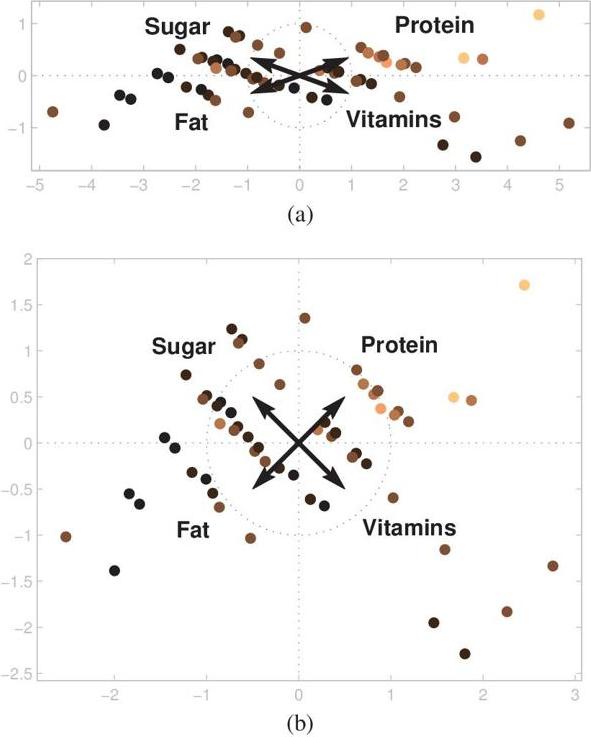 1
Sugar
Protein
0
Fat
Vitamins
−1
−5 −4 −3 −2 −1 0 1 2 3 4 5
(a)
2
1.5
1
Sugar
Protein
0.5
0
−0.5
Fat
Vitamins
−1
−1.5
−2
−2.5
−2 −1 0 1 2 3
(b)